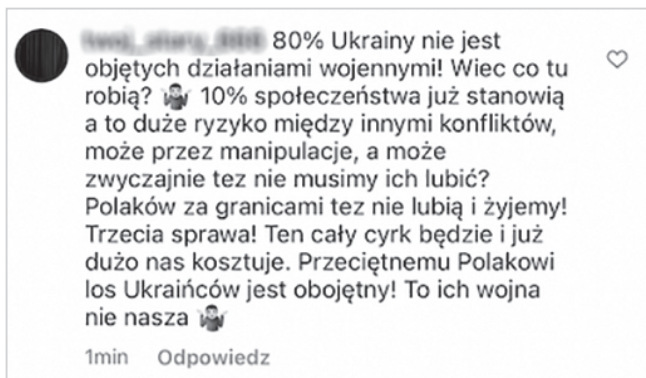 80% Ukrainy nie jest
objętych działaniami wojennymi! Wiec co tu
robią? 🤷🏻‍♂️ 10% społeczeństwa już stanowią
a to duże ryzyko między innymi konfliktów,
może przez manipulacje, a może
zwyczajnie tez nie musimy ich lubić?
Polaków za granicami tez nie lubią i żyjemy!
Trzecia sprawa! Ten cały cyrk będzie i już
dużo nas kosztuje. Przeciętnemu Polakowi
los Ukraińców jest obojętny! To ich wojna
nie nasza 🤷🏻‍♂️
1min Odpowiedz